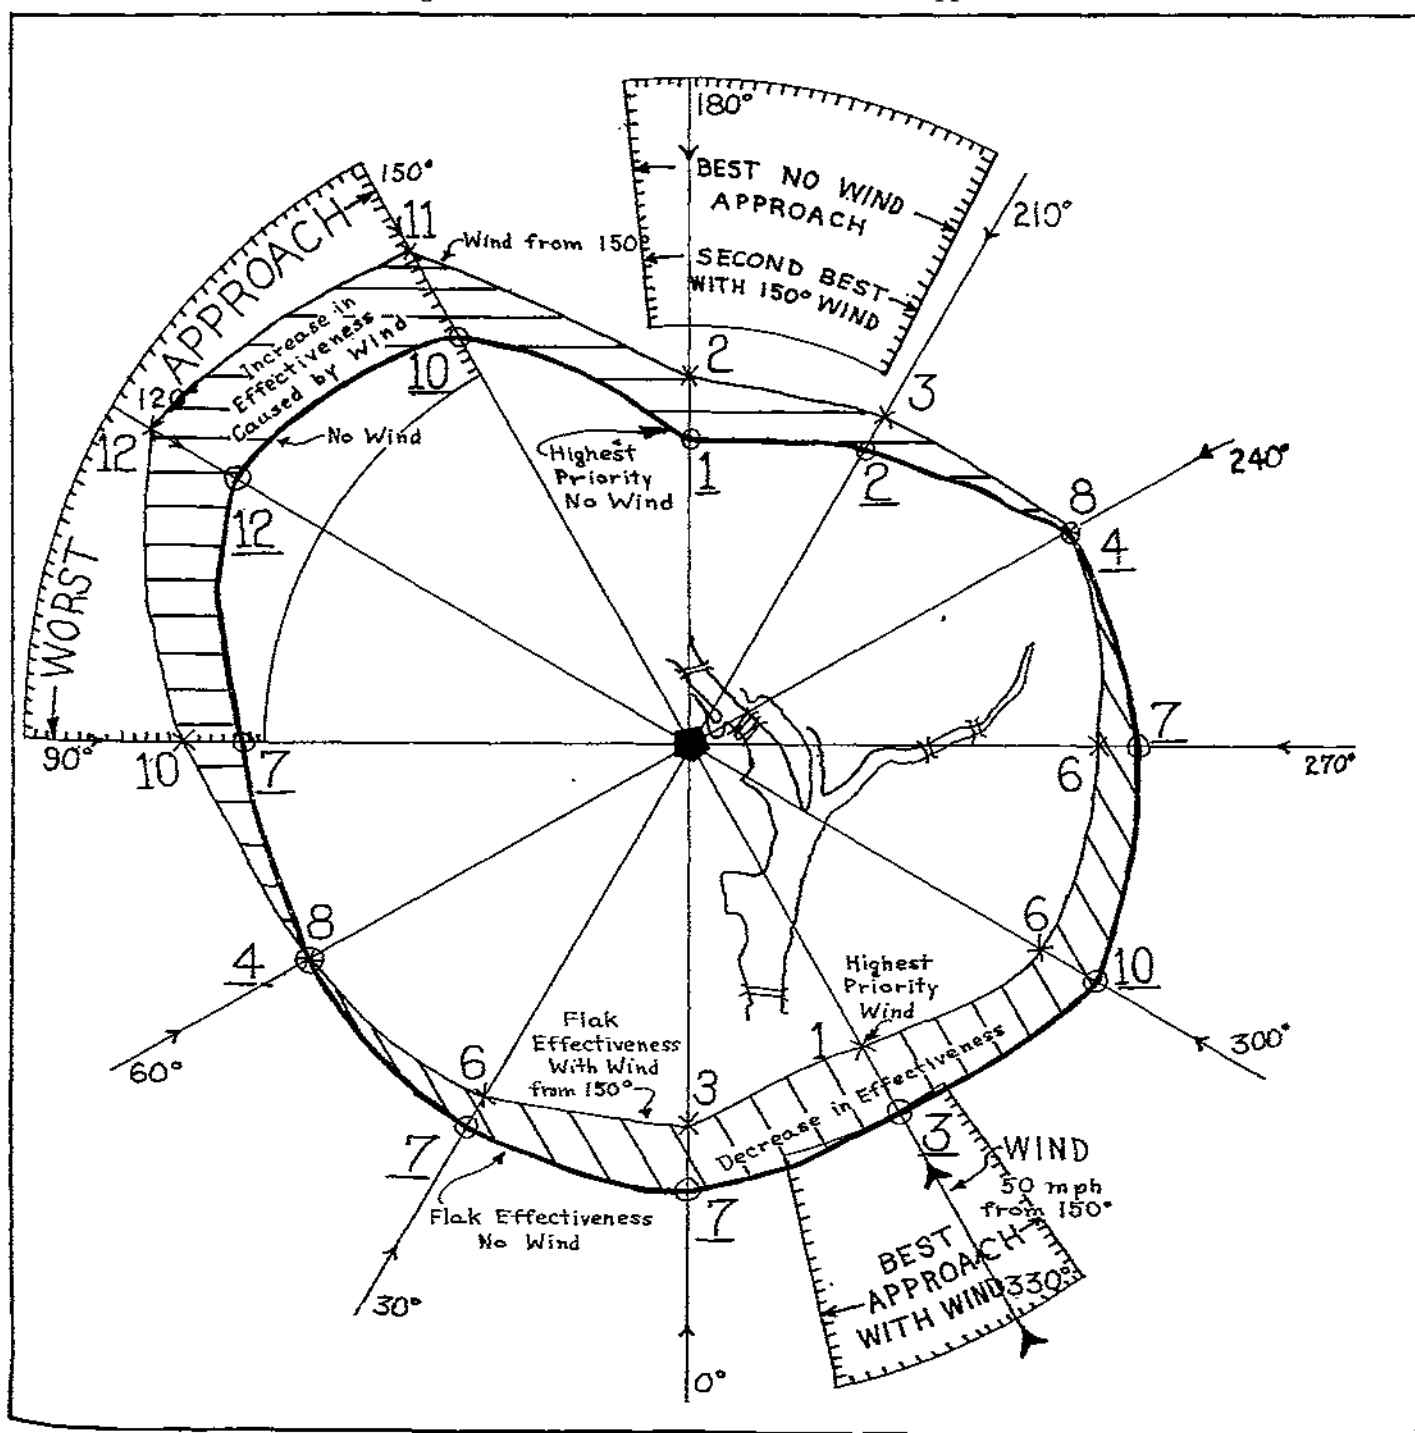 180°
BEST NO WIND
APPROACH
SECOND BEST
WITH 150° WIND
210°
150°
11
Wind from 150°
WORST APPROACH
Increase in
Effectiveness
Caused by Wind
10
2
3
120°
12
No Wind
Highest
Priority
No Wind
1
2
240°
8
4
12
90°
10
7
7
6
270°
8
4
60°
6
10
300°
Highest
Priority
Wind
1
Flak
Effectiveness
With Wind
from 150°
6
3
Decrease in Effectiveness
3
7
7
Flak Effectiveness
No Wind
WIND
50 mph
from 150°
BEST
APPROACH
WITH WIND
330°
30°
0°